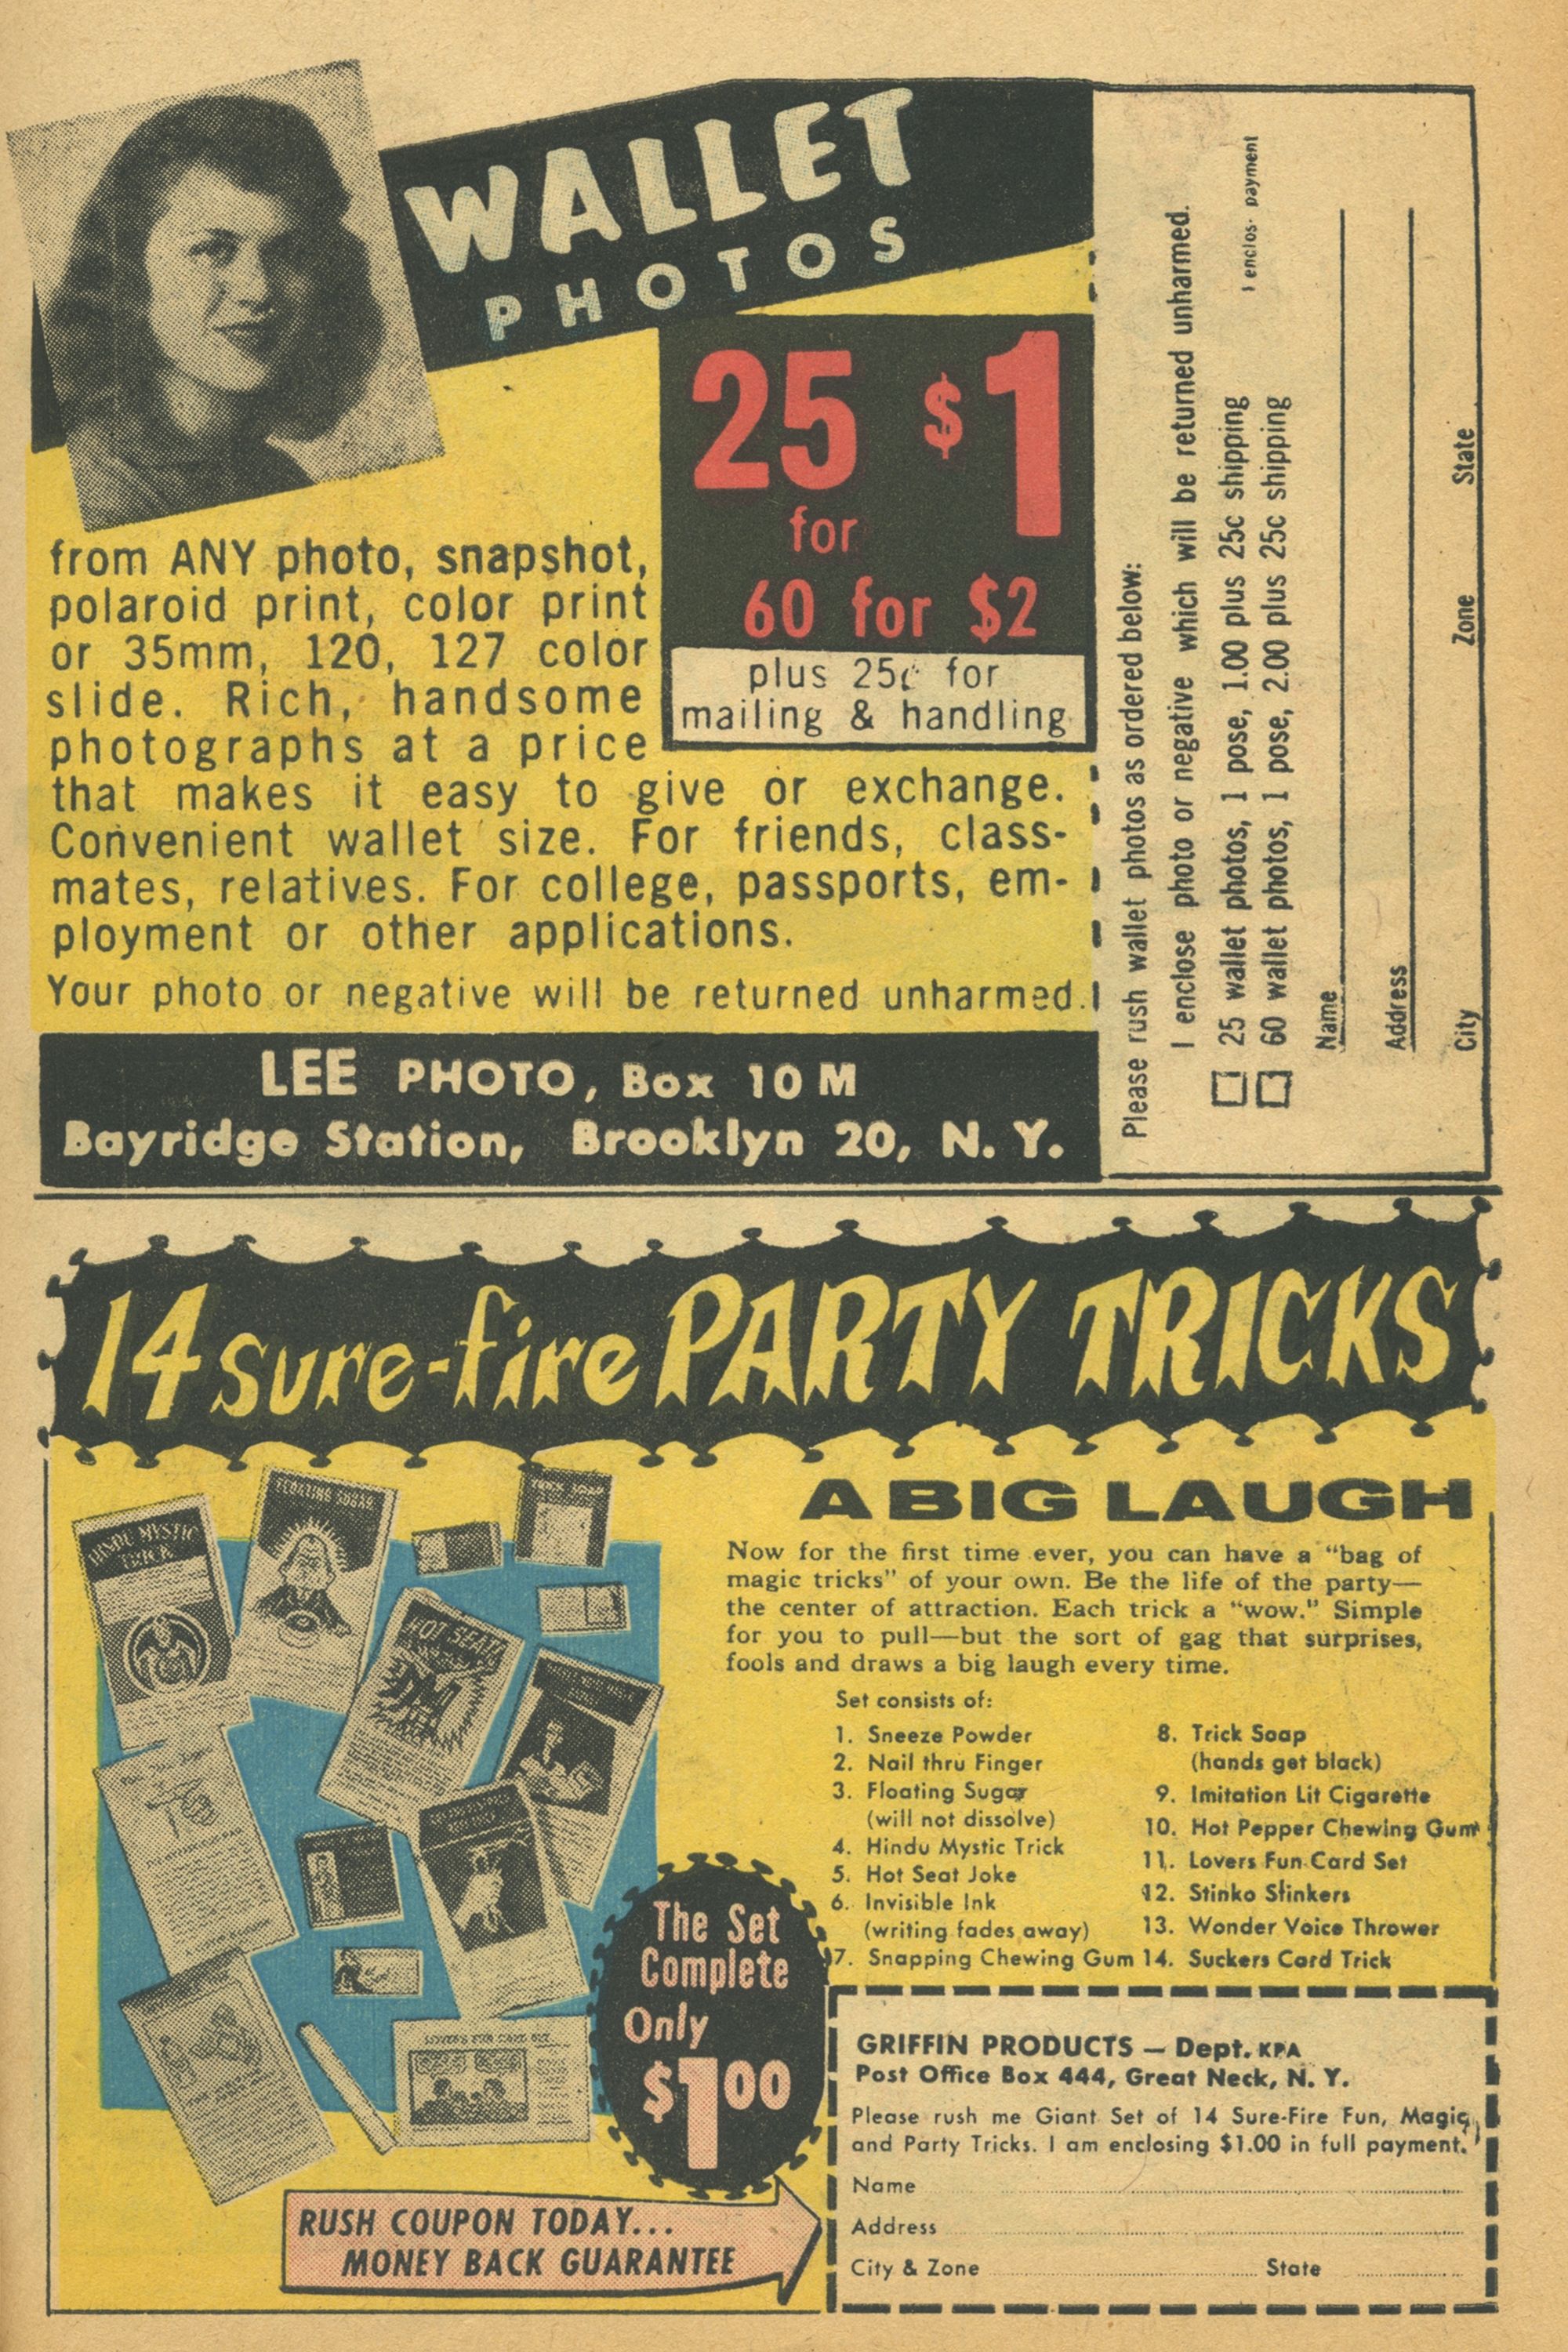 WALLET
PHOTOS
25 $1
for
60 for $2
plus 25¢ for
mailing & handling
from ANY photo, snapshot,
polaroid print, color print
or 35mm, 120, 127 color
slide. Rich, handsome
photographs at a price
that makes it easy to give or exchange.
Convenient wallet size. For friends, class-
mates, relatives. For college, passports, em-
ployment or other applications.
Your photo or negative will be returned unharmed.
LEE PHOTO, Box 10 M
Bayridge Station, Brooklyn 20, N. Y.
Please rush wallet photos as ordered below:
I enclose photo or negative which will be returned unharmed.
25 wallet photos, 1 pose, 1.00 plus 25c shipping
I enclos payment
60 wallet photos, 1 pose, 2.00 plus 25c shipping
Name
Address
City Zone State
14 sure-fire PARTY TRICKS
HINDU MYSTIC
TRICK
FLOATING SUGAR
TRICK SOAP
HOT SEAT
LOVERS FUN CARD SET
A BIG LAUGH
Now for the first time ever, you can have a "bag of
magic tricks" of your own. Be the life of the party—
the center of attraction. Each trick a "wow." Simple
for you to pull—but the sort of gag that surprises,
fools and draws a big laugh every time.
Set consists of:
1. Sneeze Powder
2. Nail thru Finger
3. Floating Sugar
(will not dissolve)
4. Hindu Mystic Trick
5. Hot Seat Joke
6. Invisible Ink
(writing fades away)
7. Snapping Chewing Gum
8. Trick Soap
(hands get black)
9. Imitation Lit Cigarette
10. Hot Pepper Chewing Gum
11. Lovers Fun Card Set
12. Stinko Stinkers
13. Wonder Voice Thrower
14. Suckers Card Trick
The Set
Complete
Only
$1.00
RUSH COUPON TODAY...
MONEY BACK GUARANTEE
GRIFFIN PRODUCTS — Dept. KPA
Post Office Box 444, Great Neck, N. Y.
Please rush me Giant Set of 14 Sure-Fire Fun, Magic,
and Party Tricks. I am enclosing $1.00 in full payment.
Name
Address
City & Zone State